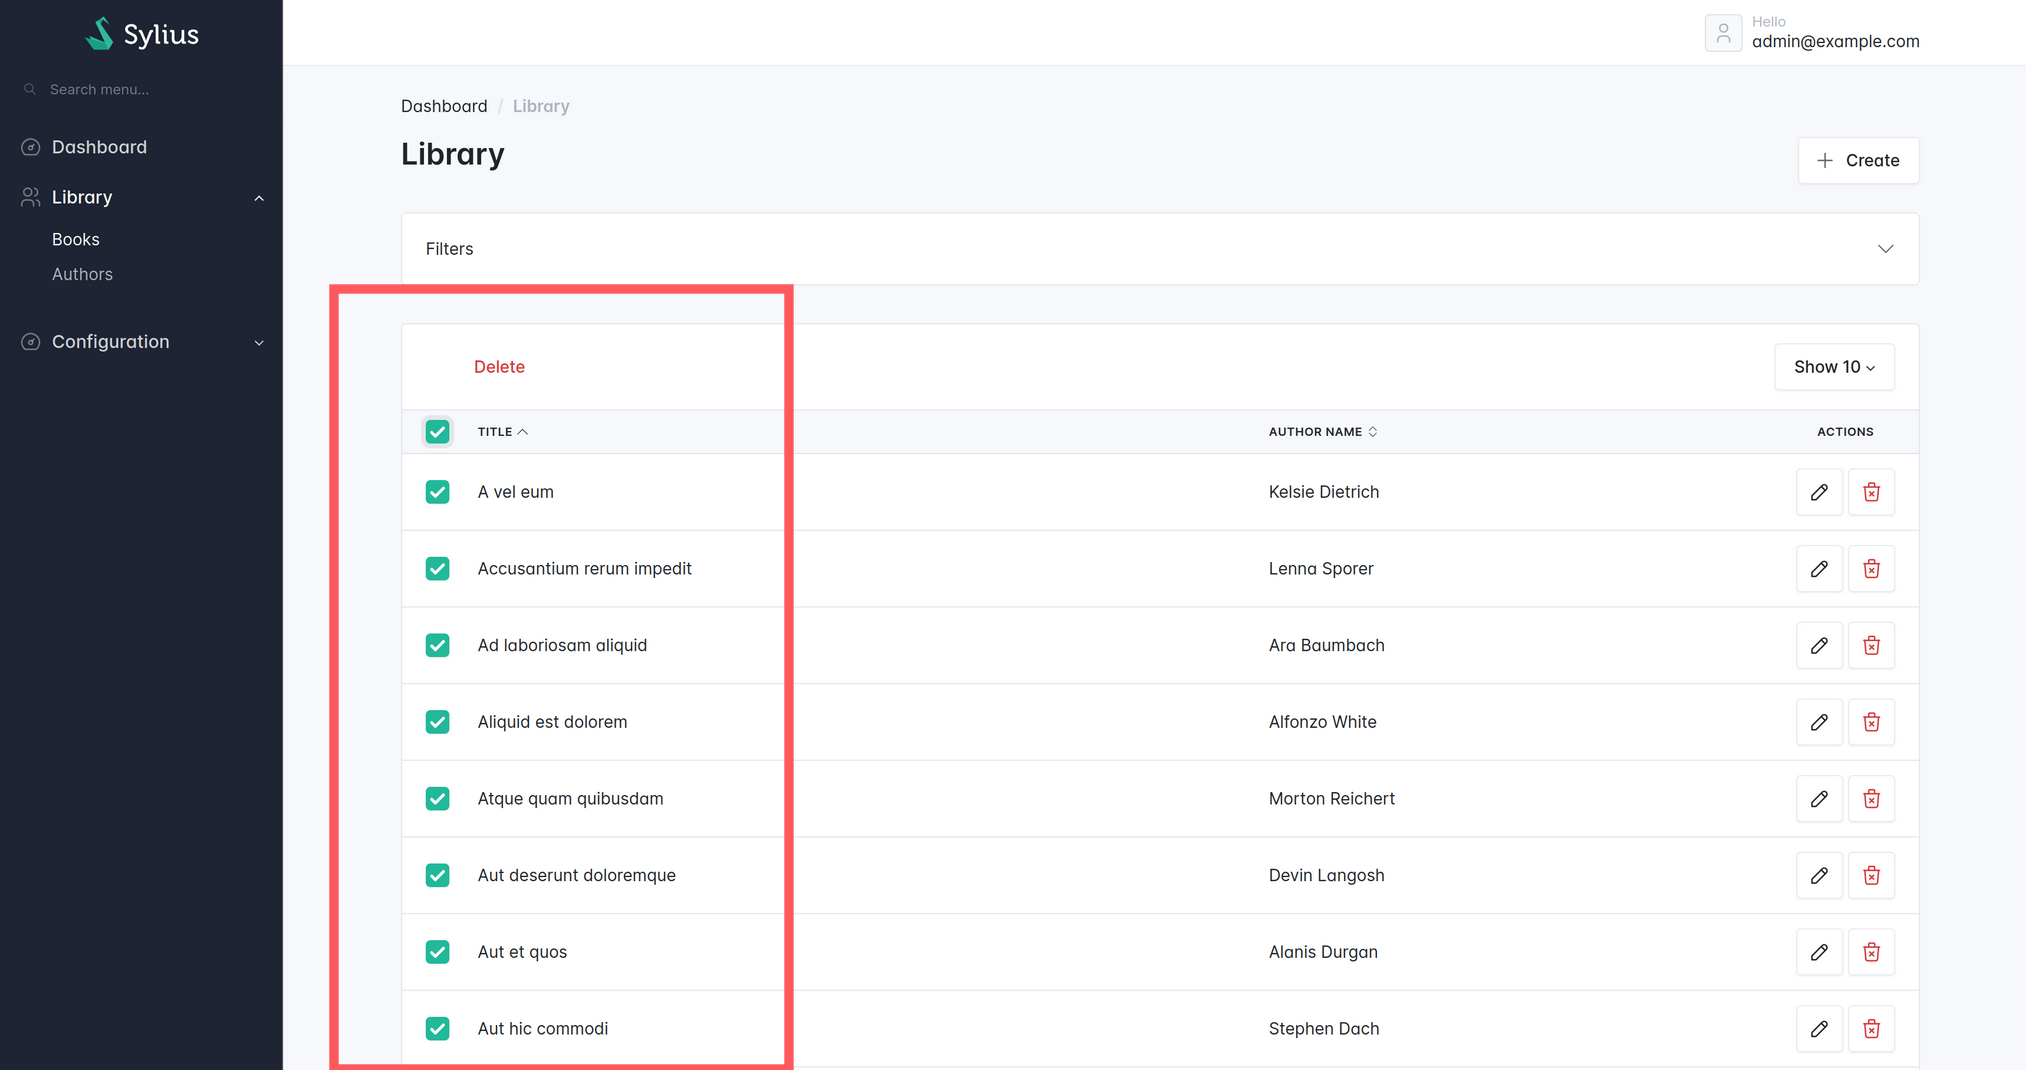 Sylius
Search menu...
Dashboard
Library
Books
Authors
Configuration
Hello
admin@example.com
Dashboard / Library
Library
Create
Filters
Delete
Show 10
TITLE AUTHOR NAME ACTIONS
A vel eum Kelsie Dietrich
Accusantium rerum impedit Lenna Sporer
Ad laboriosam aliquid Ara Baumbach
Aliquid est dolorem Alfonzo White
Atque quam quibusdam Morton Reichert
Aut deserunt doloremque Devin Langosh
Aut et quos Alanis Durgan
Aut hic commodi Stephen Dach